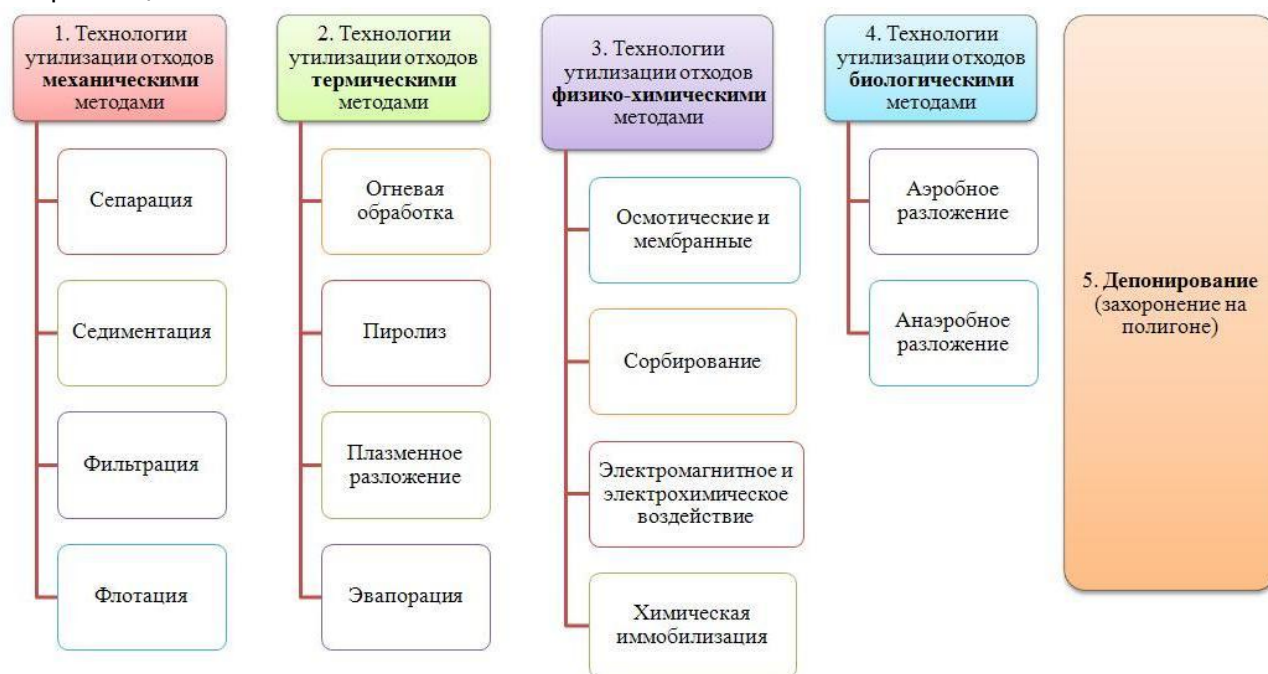 1. Технологии
утилизации отходов
механическими
методами
Сепарация
Седиментация
Фильтрация
Флотация
2. Технологии
утилизации отходов
термическими
методами
Огневая
обработка
Пиролиз
Плазменное
разложение
Эвапорация
3. Технологии
утилизации отходов
физико-химическими
методами
Осмотические и
мембранные
Сорбирование
Электромагнитное и
электрохимическое
воздействие
Химическая
иммобилизация
4. Технологии
утилизации отходов
биологическими
методами
Аэробное
разложение
Анаэробное
разложение
5. Депонирование
(захоронение на
полигоне)